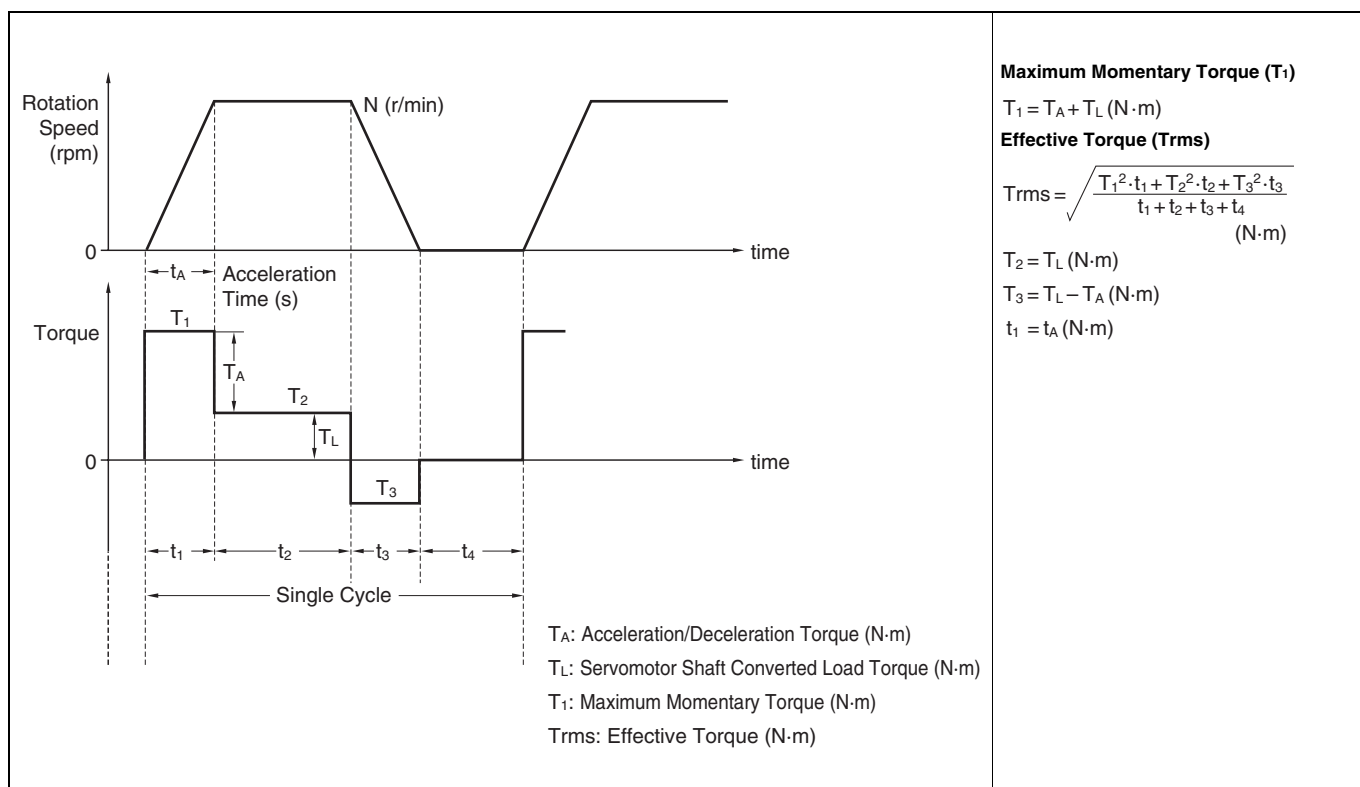 Rotation
Speed
(rpm)
N (r/min)
0
time
tA
Acceleration
Time (s)
Torque
T1
TA
T2
TL
0
time
T3
t1
t2
t3
t4
Single Cycle
TA: Acceleration/Deceleration Torque (N·m)
TL: Servomotor Shaft Converted Load Torque (N·m)
T1: Maximum Momentary Torque (N·m)
Trms: Effective Torque (N·m)
Maximum Momentary Torque (T1)
T1 = TA + TL (N·m)
Effective Torque (Trms)
Trms = √ T1²·t1 + T2²·t2 + T3²·t3
t1 + t2 + t3 + t4
(N·m)
T2 = TL (N·m)
T3 = TL – TA (N·m)
t1 = tA (N·m)